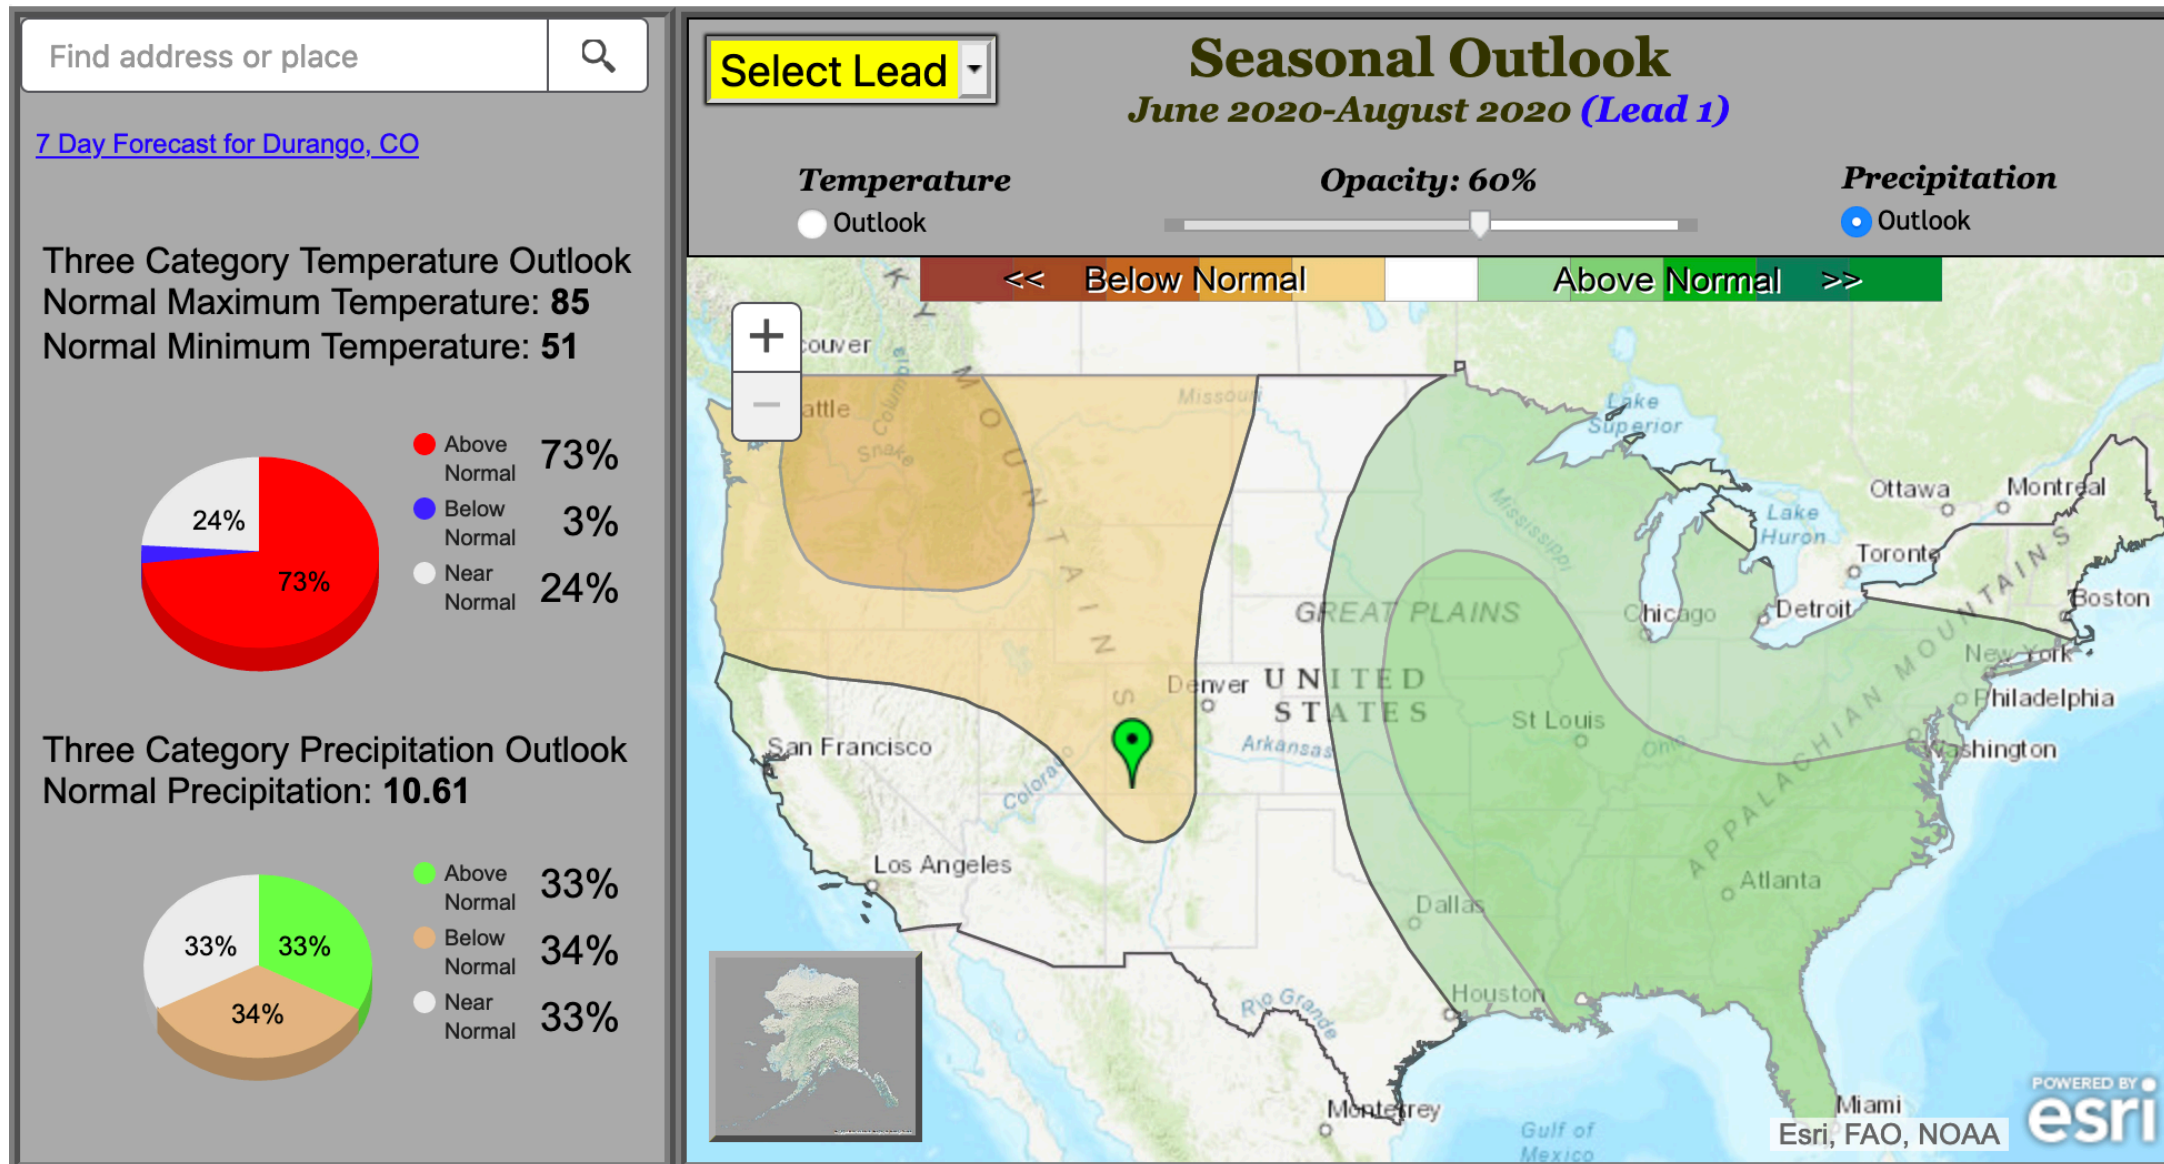 Find address or place
7 Day Forecast for Durango, CO
Three Category Temperature Outlook
Normal Maximum Temperature: 85
Normal Minimum Temperature: 51
Above Normal 73%
Below Normal 3%
Near Normal 24%
24%
73%
Three Category Precipitation Outlook
Normal Precipitation: 10.61
Above Normal 33%
Below Normal 34%
Near Normal 33%
33%
33%
34%
Select Lead
Seasonal Outlook
June 2020-August 2020 (Lead 1)
Temperature
Outlook
Opacity: 60%
Precipitation
Outlook
<< Below Normal
Above Normal >>
+
−
couver
attle
Columbia
Snake
K Y
M O U N T A I N S
Missouri
Lake
Superior
Mississippi
Ottawa
Montreal
Lake
Huron
Toronto
GREAT PLAINS
Chicago
Detroit
Boston
New York
Denver
UNITED
STATES
Philadelphia
St Louis
San Francisco
Arkansas
Ohio
Washington
Colorado
APPALACHIAN MOUNTAINS
Los Angeles
Atlanta
Dallas
Houston
Rio Grande
Monterrey
Miami
Gulf of
Mexico
Esri, FAO, NOAA
POWERED BY
esri